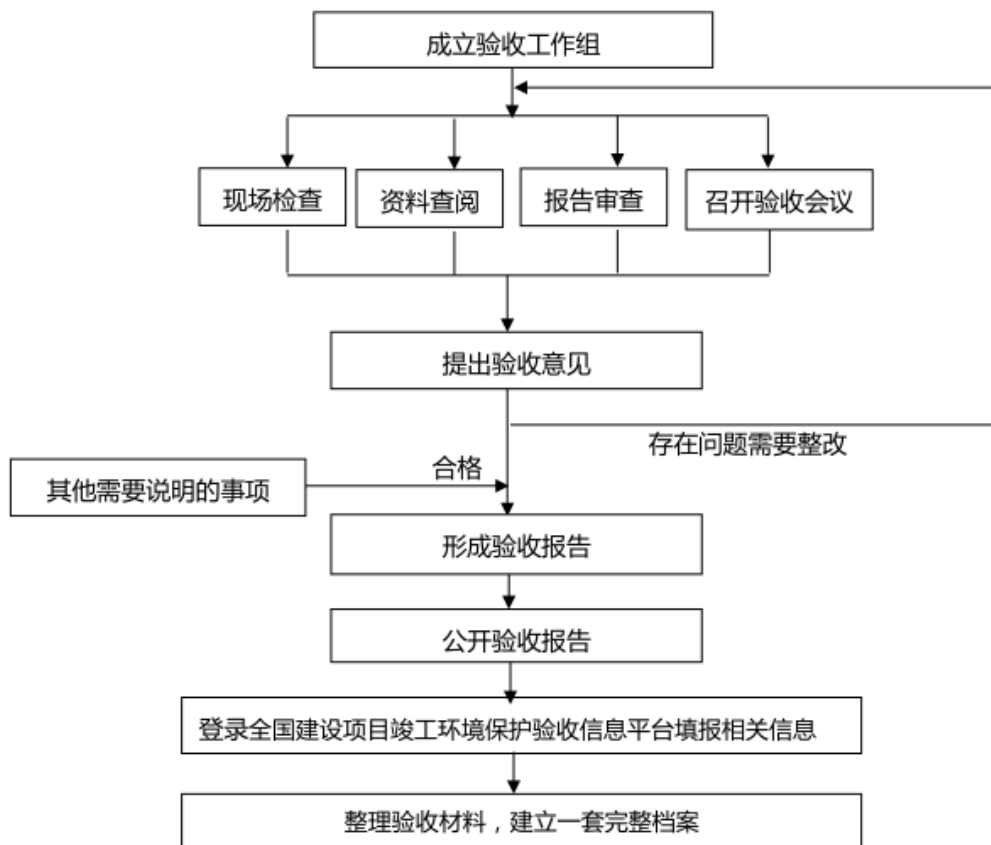 成立验收工作组
现场检查
资料查阅
报告审查
召开验收会议
提出验收意见
存在问题需要整改
合格
其他需要说明的事项
形成验收报告
公开验收报告
登录全国建设项目竣工环境保护验收信息平台填报相关信息
整理验收材料，建立一套完整档案